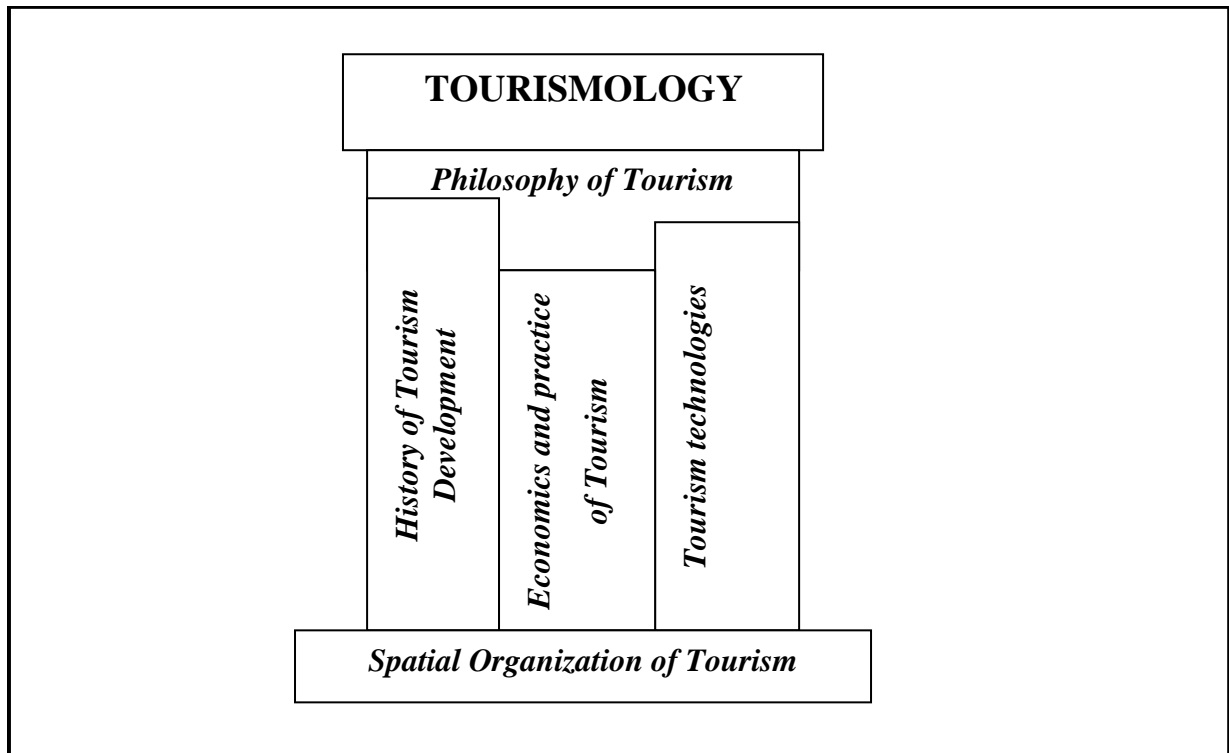 TOURISMOLOGY
Philosophy of Tourism
History of Tourism
Development
Economics and practice
of Tourism
Tourism technologies
Spatial Organization of Tourism